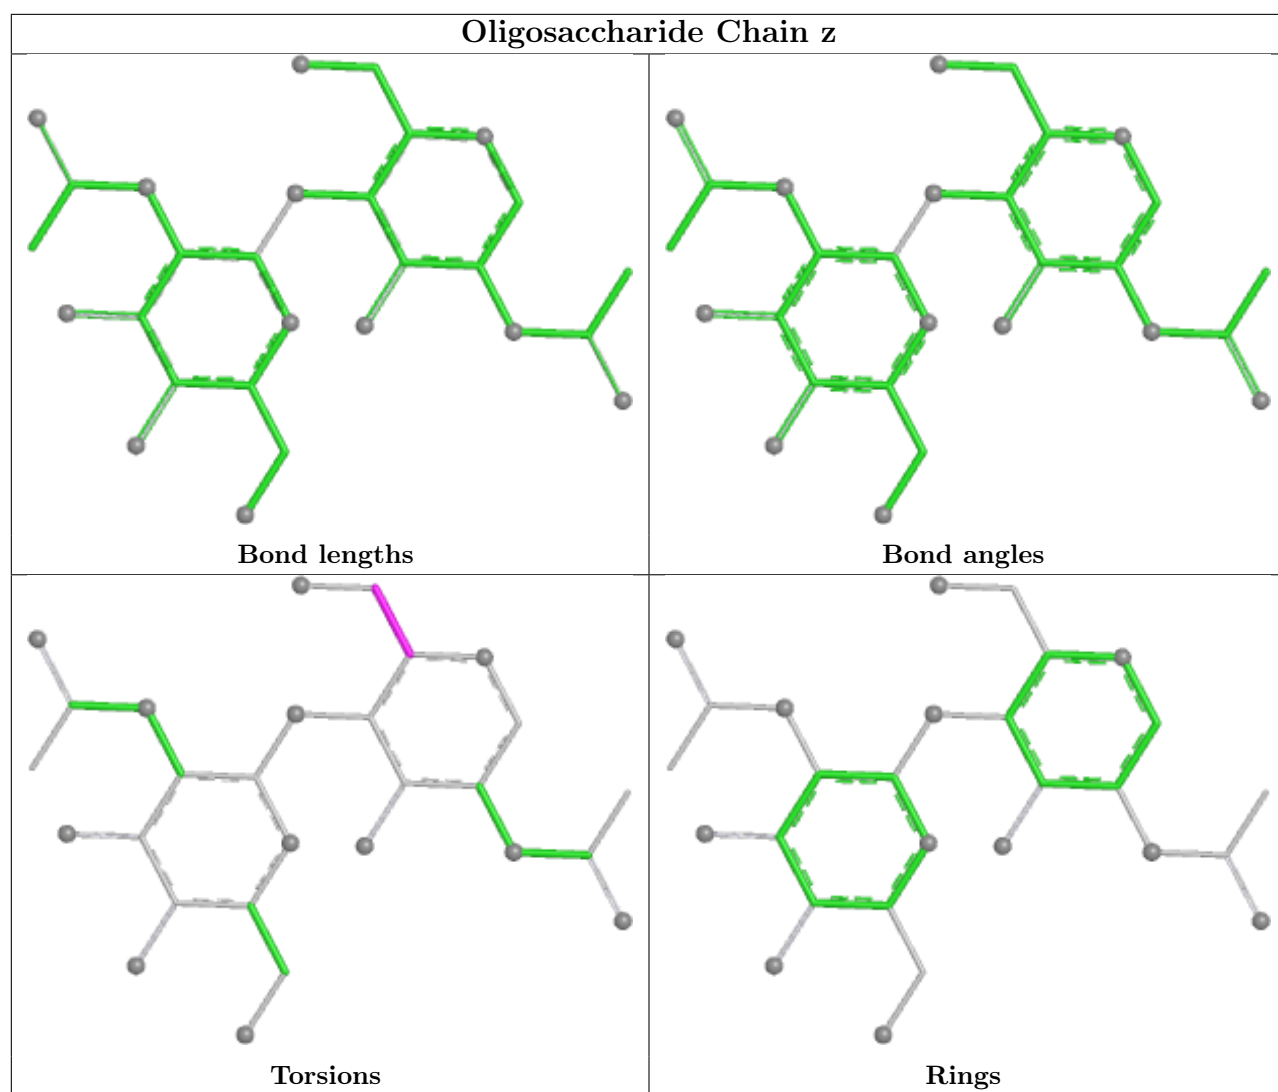 Oligosaccharide Chain z
Bond lengths
Bond angles
Torsions
Rings